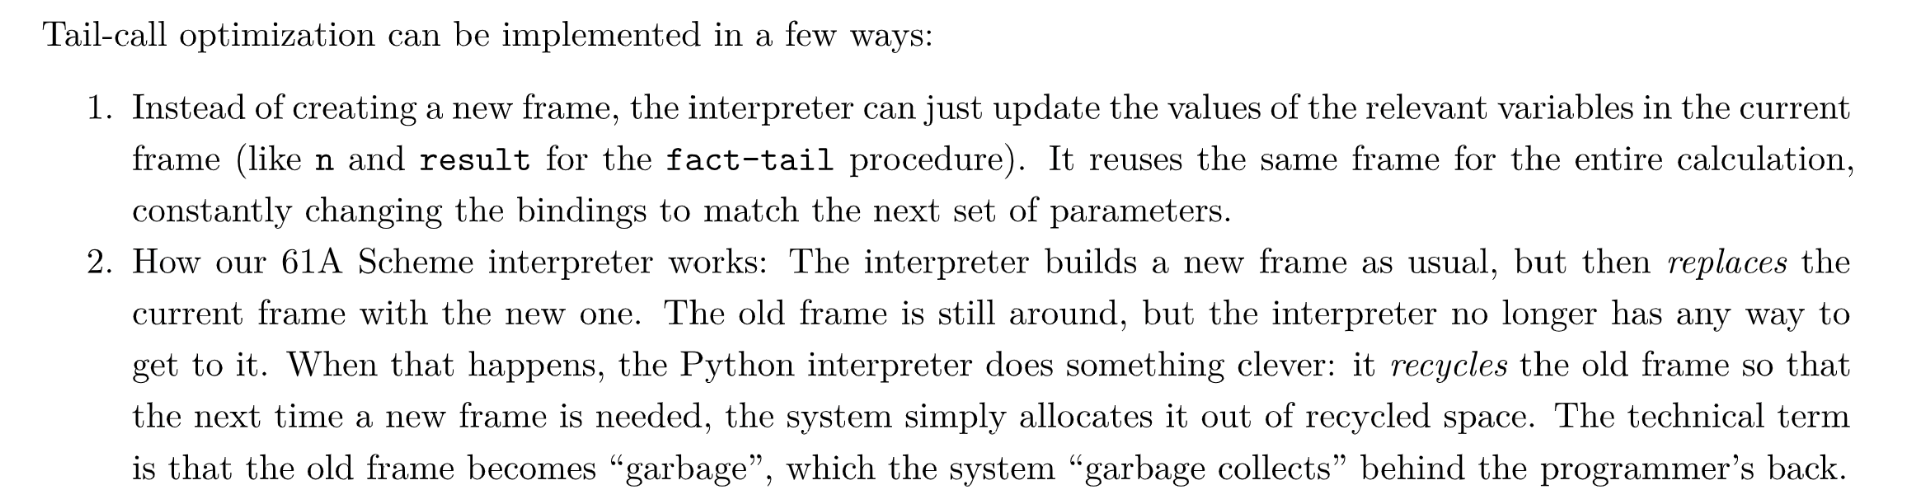 Tail-call optimization can be implemented in a few ways:
1. Instead of creating a new frame, the interpreter can just update the values of the relevant variables in the current
frame (like n and result for the fact-tail procedure). It reuses the same frame for the entire calculation,
constantly changing the bindings to match the next set of parameters.
2. How our 61A Scheme interpreter works: The interpreter builds a new frame as usual, but then replaces the
current frame with the new one. The old frame is still around, but the interpreter no longer has any way to
get to it. When that happens, the Python interpreter does something clever: it recycles the old frame so that
the next time a new frame is needed, the system simply allocates it out of recycled space. The technical term
is that the old frame becomes “garbage”, which the system “garbage collects” behind the programmer’s back.